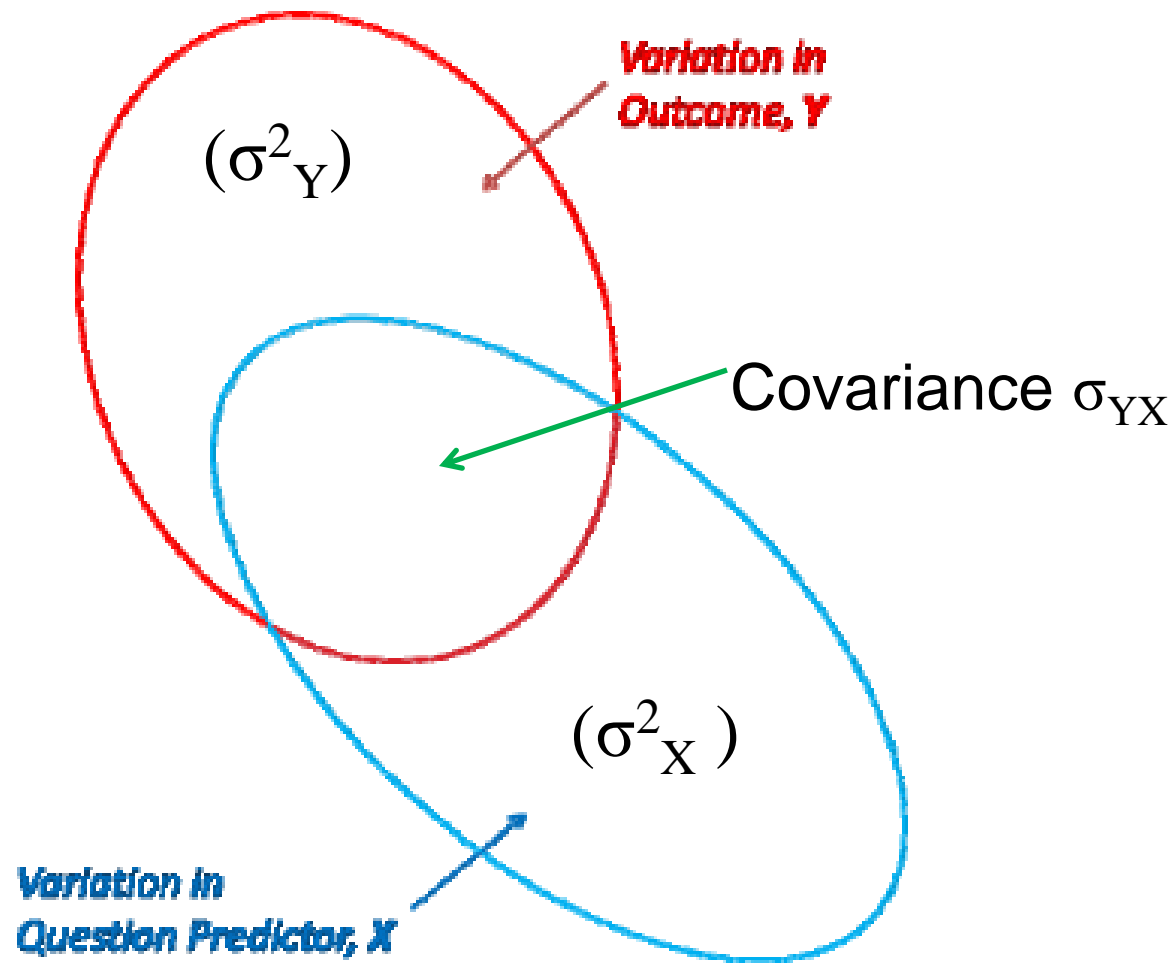 Variation in
Outcome, Y
(σ²Y)
Covariance σYX
(σ²X )
Variation in
Question Predictor, X